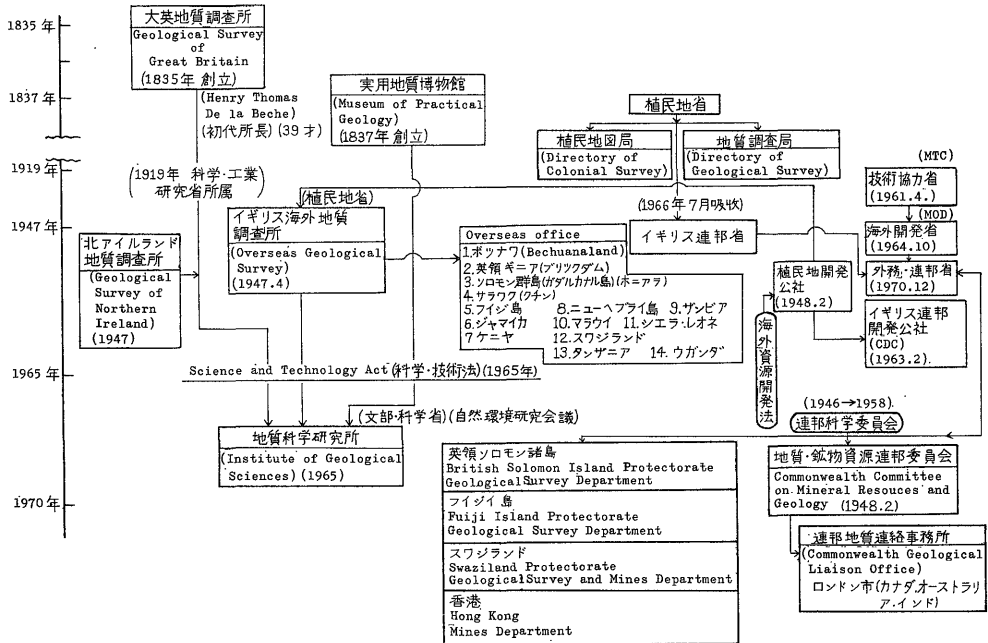 1835年
1837年
1919年
1947年
1965年
1970年
大英地質調査所
Geological Survey
of
Great Britain
(1835年 創立)
(Henry Thomas
De la Beche)
(初代所長)(39才)
実用地質博物館
(Museum of Practical
Geology)
(1837年 創立)
(1919年 科学・工業
研究省所属)
植民地省
植民地図局
(Directory of
Colonial Survey)
地質調査局
(Directory of
Geological Survey)
(MTC)
技術協力省
(1961.4.)
(MOD)
海外開発省
(1964.10)
外務・連邦省
(1970.12)
(植民地省)
イギリス海外地質
調査所
(Overseas Geological
Survey)
(1947.4)
(1966年7月吸収)
イギリス連邦省
北アイルランド
地質調査所
(Geological
Survey of
Northern
Ireland)
(1947)
Overseas office
1.ボッナワ(Bechuanaland)
2.英領ギニア(ブリックダム)
3.ソロモン群島(ガダルカナル島)(ホニアラ)
4.サラワク(クチン)
5.フイジ島 8.ニューヘブライ島 9.ザンビア
6.ジャマイカ 10.マラウイ 11.シエラ・レオネ
7 ケニヤ 12.スワジランド
13.タンザニア 14.ウガンダ
植民地開発
公社
(1948.2)
海外資源開発法
イギリス連邦
開発公社
(CDC)
(1963.2).
Science and Technology Act(科学・技術法)(1965年)
(文部・科学省)(自然環境研究会議)
地質科学研究所
(Institute of Geological
Sciences)(1965)
(1946→1958).
連邦科学委員会
英領ソロモン諸島
British Solomon Island Protectorate
Geological Survey Department
フイジイ島
Fuiji Island Protectorate
Geological Survey Department
スワジランド
Swaziland Protectorate
Geological Survey and Mines Department
香港
Hong Kong
Mines Department
地質・鉱物資源連邦委員会
Commonwealth Committee
on Mineral Resouces and
Geology (1948.2)
連邦地質連絡事務所
(Commonwealth Geological
Liaison Office)
ロンドン市(カナダ.オーストラリ
ア.インド)